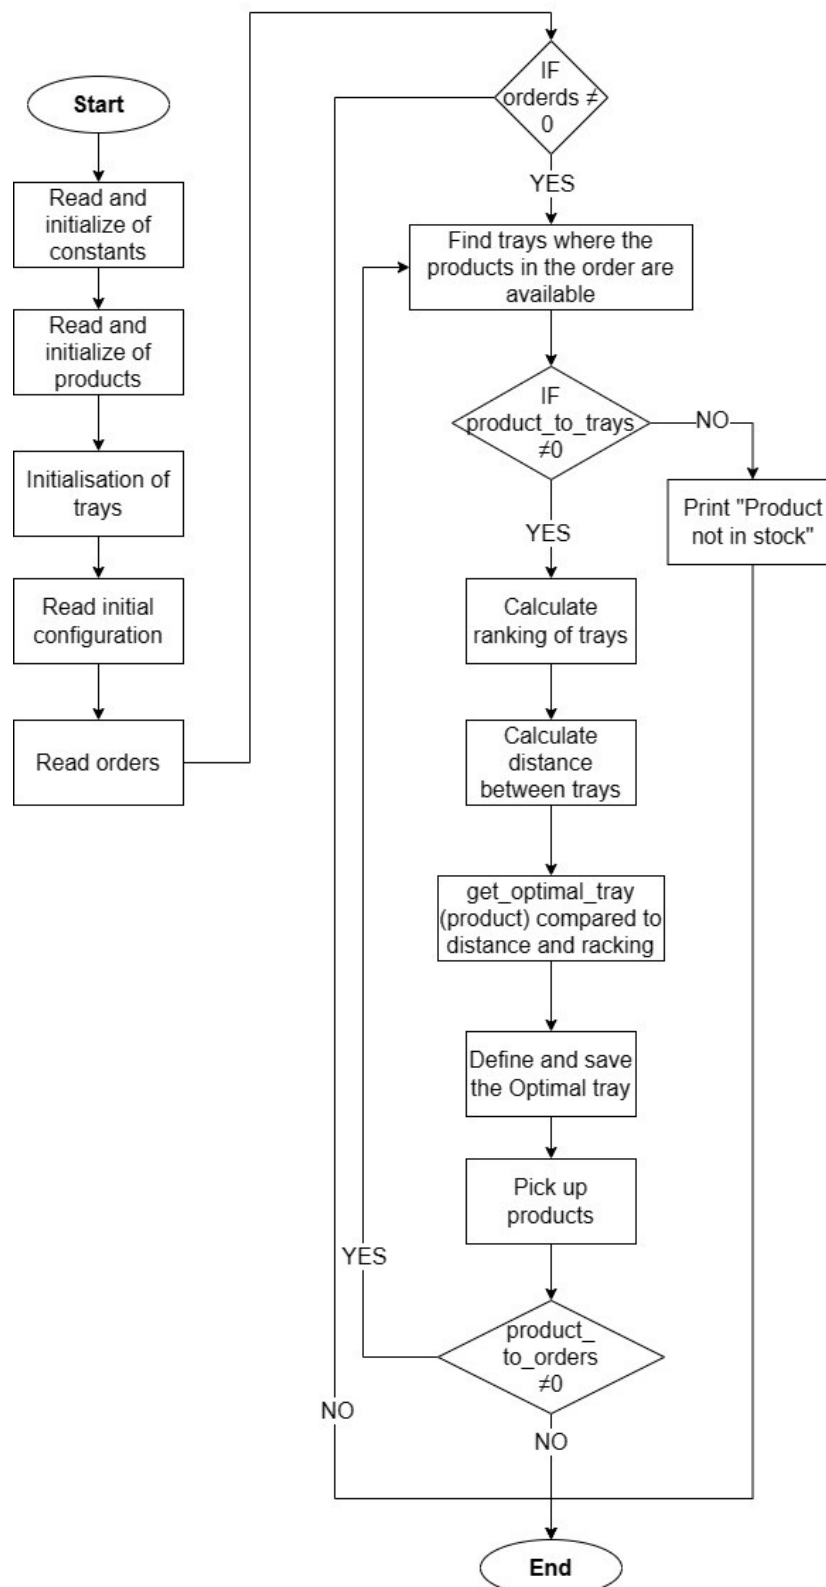 Start
Read and
initialize of
constants
Read and
initialize of
products
Initialisation of
trays
Read initial
configuration
Read orders
IF
orderds ≠
0
YES
Find trays where the
products in the order are
available
IF
product_to_trays
≠0
NO
Print "Product
not in stock"
YES
Calculate
ranking of trays
Calculate
distance
between trays
get_optimal_tray
(product) compared to
distance and racking
Define and save
the Optimal tray
Pick up
products
YES
product_
to_orders
≠0
NO
NO
End